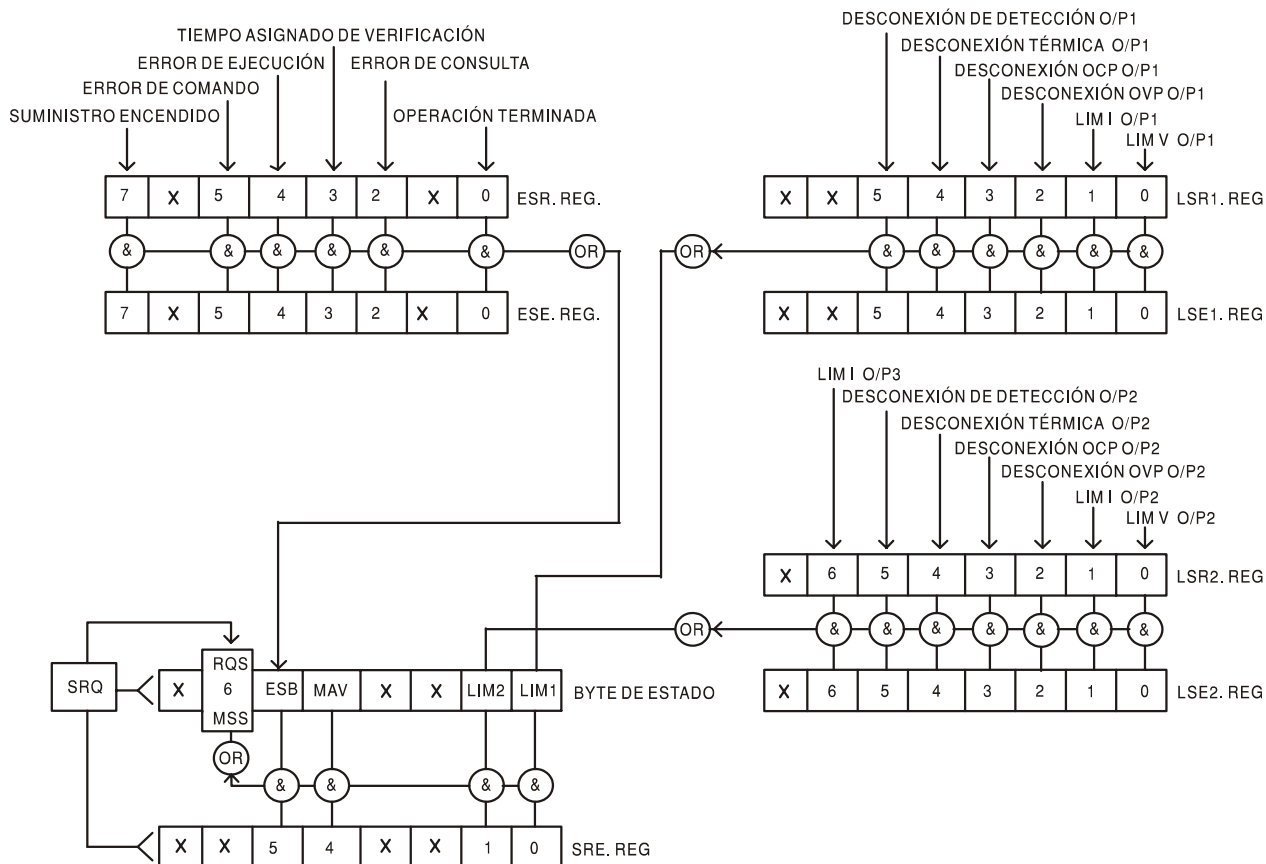 DESCONEXIÓN DE DETECCIÓN O/P1
TIEMPO ASIGNADO DE VERIFICACIÓN
DESCONEXIÓN TÉRMICA O/P1
ERROR DE EJECUCIÓN
ERROR DE CONSULTA
DESCONEXIÓN OCP O/P1
ERROR DE COMANDO
DESCONEXIÓN OVP O/P1
SUMINISTRO ENCENDIDO
OPERACIÓN TERMINADA
LIM I O/P1
LIM V O/P1
7 X 5 4 3 2 X 0 ESR. REG.
X X 5 4 3 2 1 0 LSR1. REG
& & & & & & OR
OR & & & & & &
7 X 5 4 3 2 X 0 ESE. REG.
X X 5 4 3 2 1 0 LSE1. REG
LIM I O/P3
DESCONEXIÓN DE DETECCIÓN O/P2
DESCONEXIÓN TÉRMICA O/P2
DESCONEXIÓN OCP O/P2
DESCONEXIÓN OVP O/P2
LIM I O/P2
LIM V O/P2
X 6 5 4 3 2 1 0 LSR2. REG
OR & & & & & & &
X 6 5 4 3 2 1 0 LSE2. REG
SRQ
X RQS 6 MSS ESB MAV X X LIM2 LIM1 BYTE DE ESTADO
OR
& & & &
X X 5 4 X X 1 0 SRE. REG